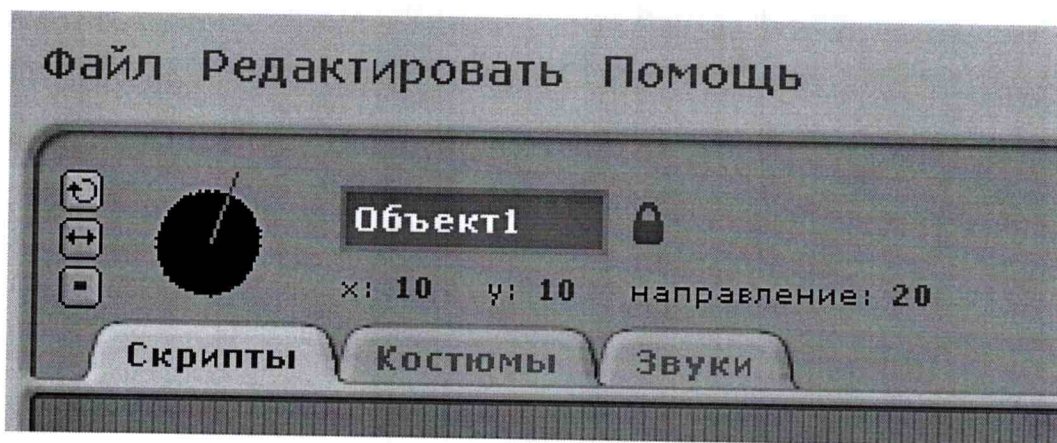 Файл Редактировать Помощь
Объект1
x: 10 y: 10 направление: 20
Скрипты Костюмы Звуки